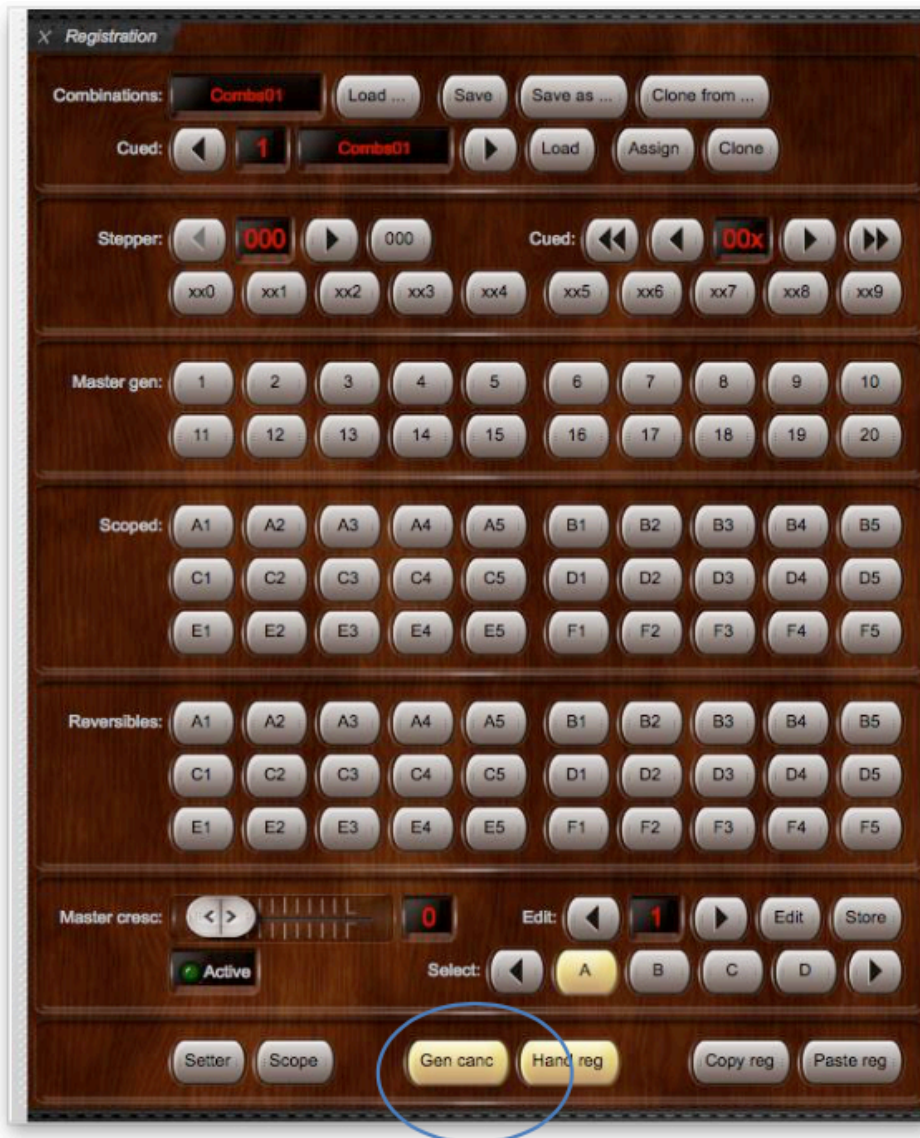 X Registration
Combinations: Combs01 Load ... Save Save as ... Clone from ...
Cued: 1 Combs01 Load Assign Clone
Stepper: 000 000 Cued: 00x
xx0 xx1 xx2 xx3 xx4 xx5 xx6 xx7 xx8 xx9
Master gen: 1 2 3 4 5 6 7 8 9 10
11 12 13 14 15 16 17 18 19 20
Scoped: A1 A2 A3 A4 A5 B1 B2 B3 B4 B5
C1 C2 C3 C4 C5 D1 D2 D3 D4 D5
E1 E2 E3 E4 E5 F1 F2 F3 F4 F5
Reversibles: A1 A2 A3 A4 A5 B1 B2 B3 B4 B5
C1 C2 C3 C4 C5 D1 D2 D3 D4 D5
E1 E2 E3 E4 E5 F1 F2 F3 F4 F5
Master cresc: < > 0 Edit: 1 Edit Store
Active Select: A B C D
Setter Scope Gen canc Hand reg Copy reg Paste reg